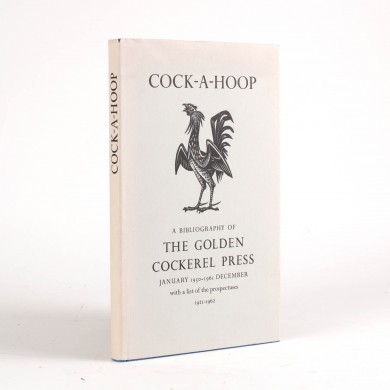 COCK-A-HOOP
COCK-A-HOOP
A BIBLIOGRAPHY OF
THE GOLDEN
COCKEREL PRESS
JANUARY 1950-1961 DECEMBER
with a list of the prospectuses
1921-1962